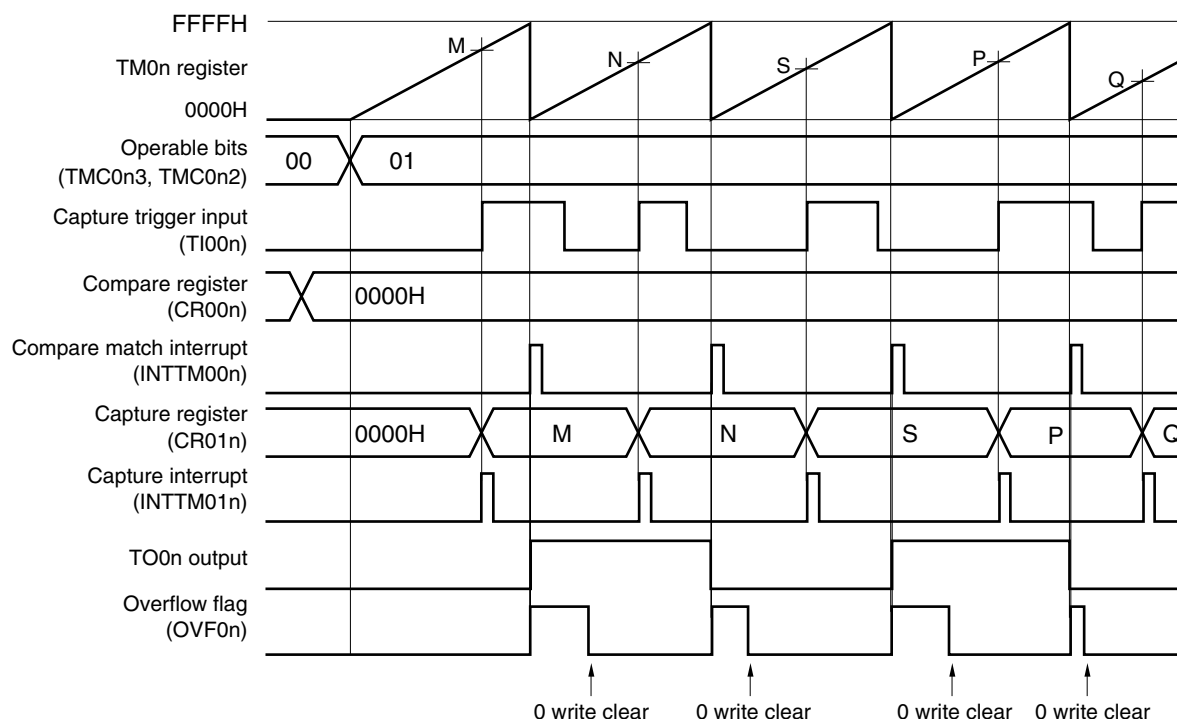 FFFFH
TM0n register
0000H
M
N
S
P
Q
Operable bits
(TMC0n3, TMC0n2)
00
01
Capture trigger input
(TI00n)
Compare register
(CR00n)
0000H
Compare match interrupt
(INTTM00n)
Capture register
(CR01n)
0000H
M
N
S
P
Q
Capture interrupt
(INTTM01n)
TO0n output
Overflow flag
(OVF0n)
0 write clear
0 write clear
0 write clear
0 write clear